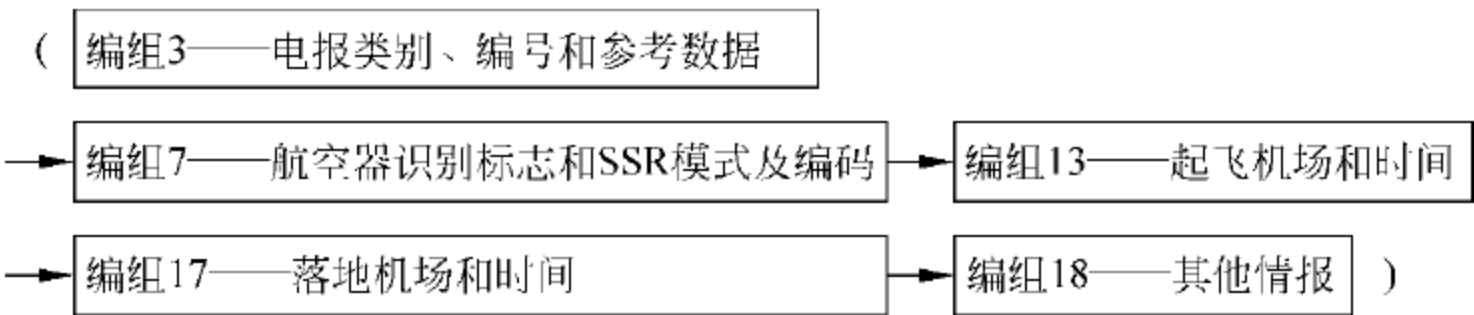 ( 编组3——电报类别、编号和参考数据
编组7——航空器识别标志和SSR模式及编码 编组13——起飞机场和时间
编组17——落地机场和时间 编组18——其他情报 )